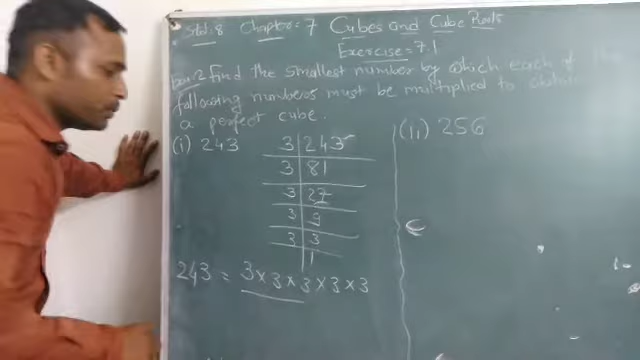 Std:8 Chapter=7 Cubes and Cube Roots
Exercise=7.1
Que:2 Find the smallest number by which each of the
following numbers must be multiplied to obtain
a perfect cube.
(i) 243
3 | 243
3 | 81
3 | 27
3 | 9
3 | 3
| 1
243 = 3×3×3×3×3
(ii) 256